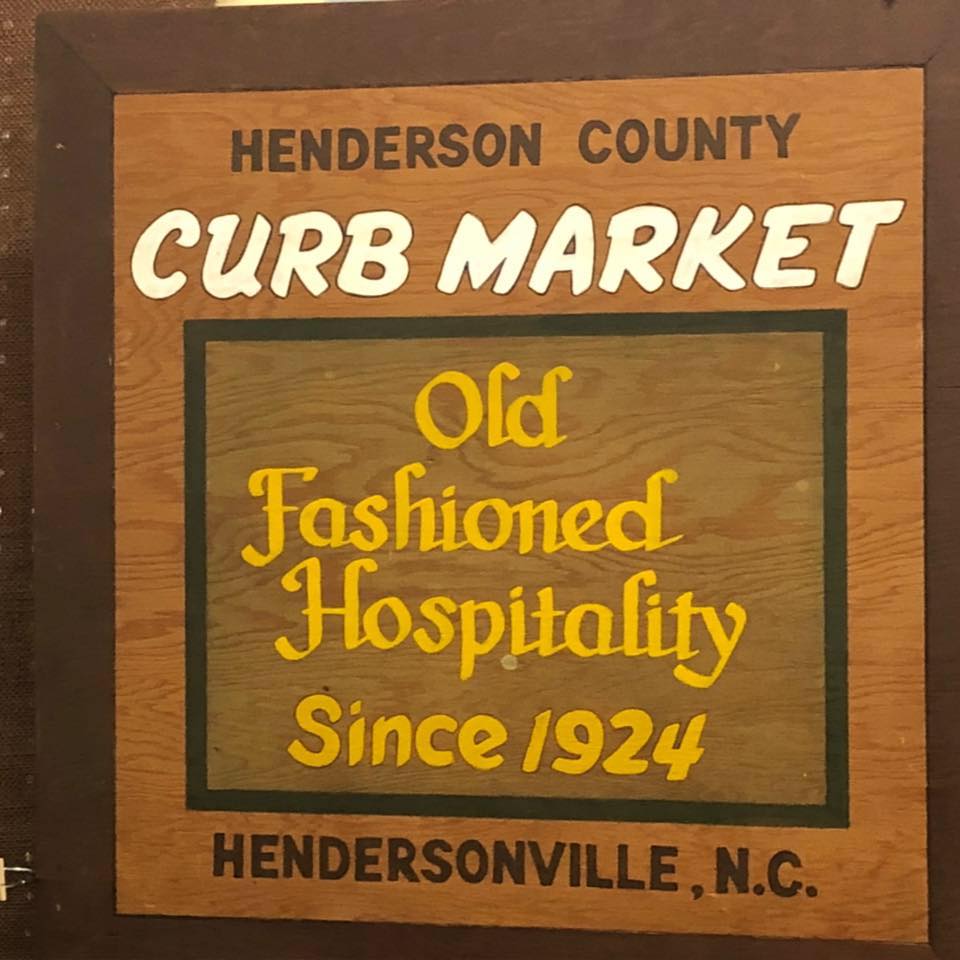 HENDERSON COUNTY
CURB MARKET
Old
Fashioned
Hospitality
Since 1924
HENDERSONVILLE, N.C.